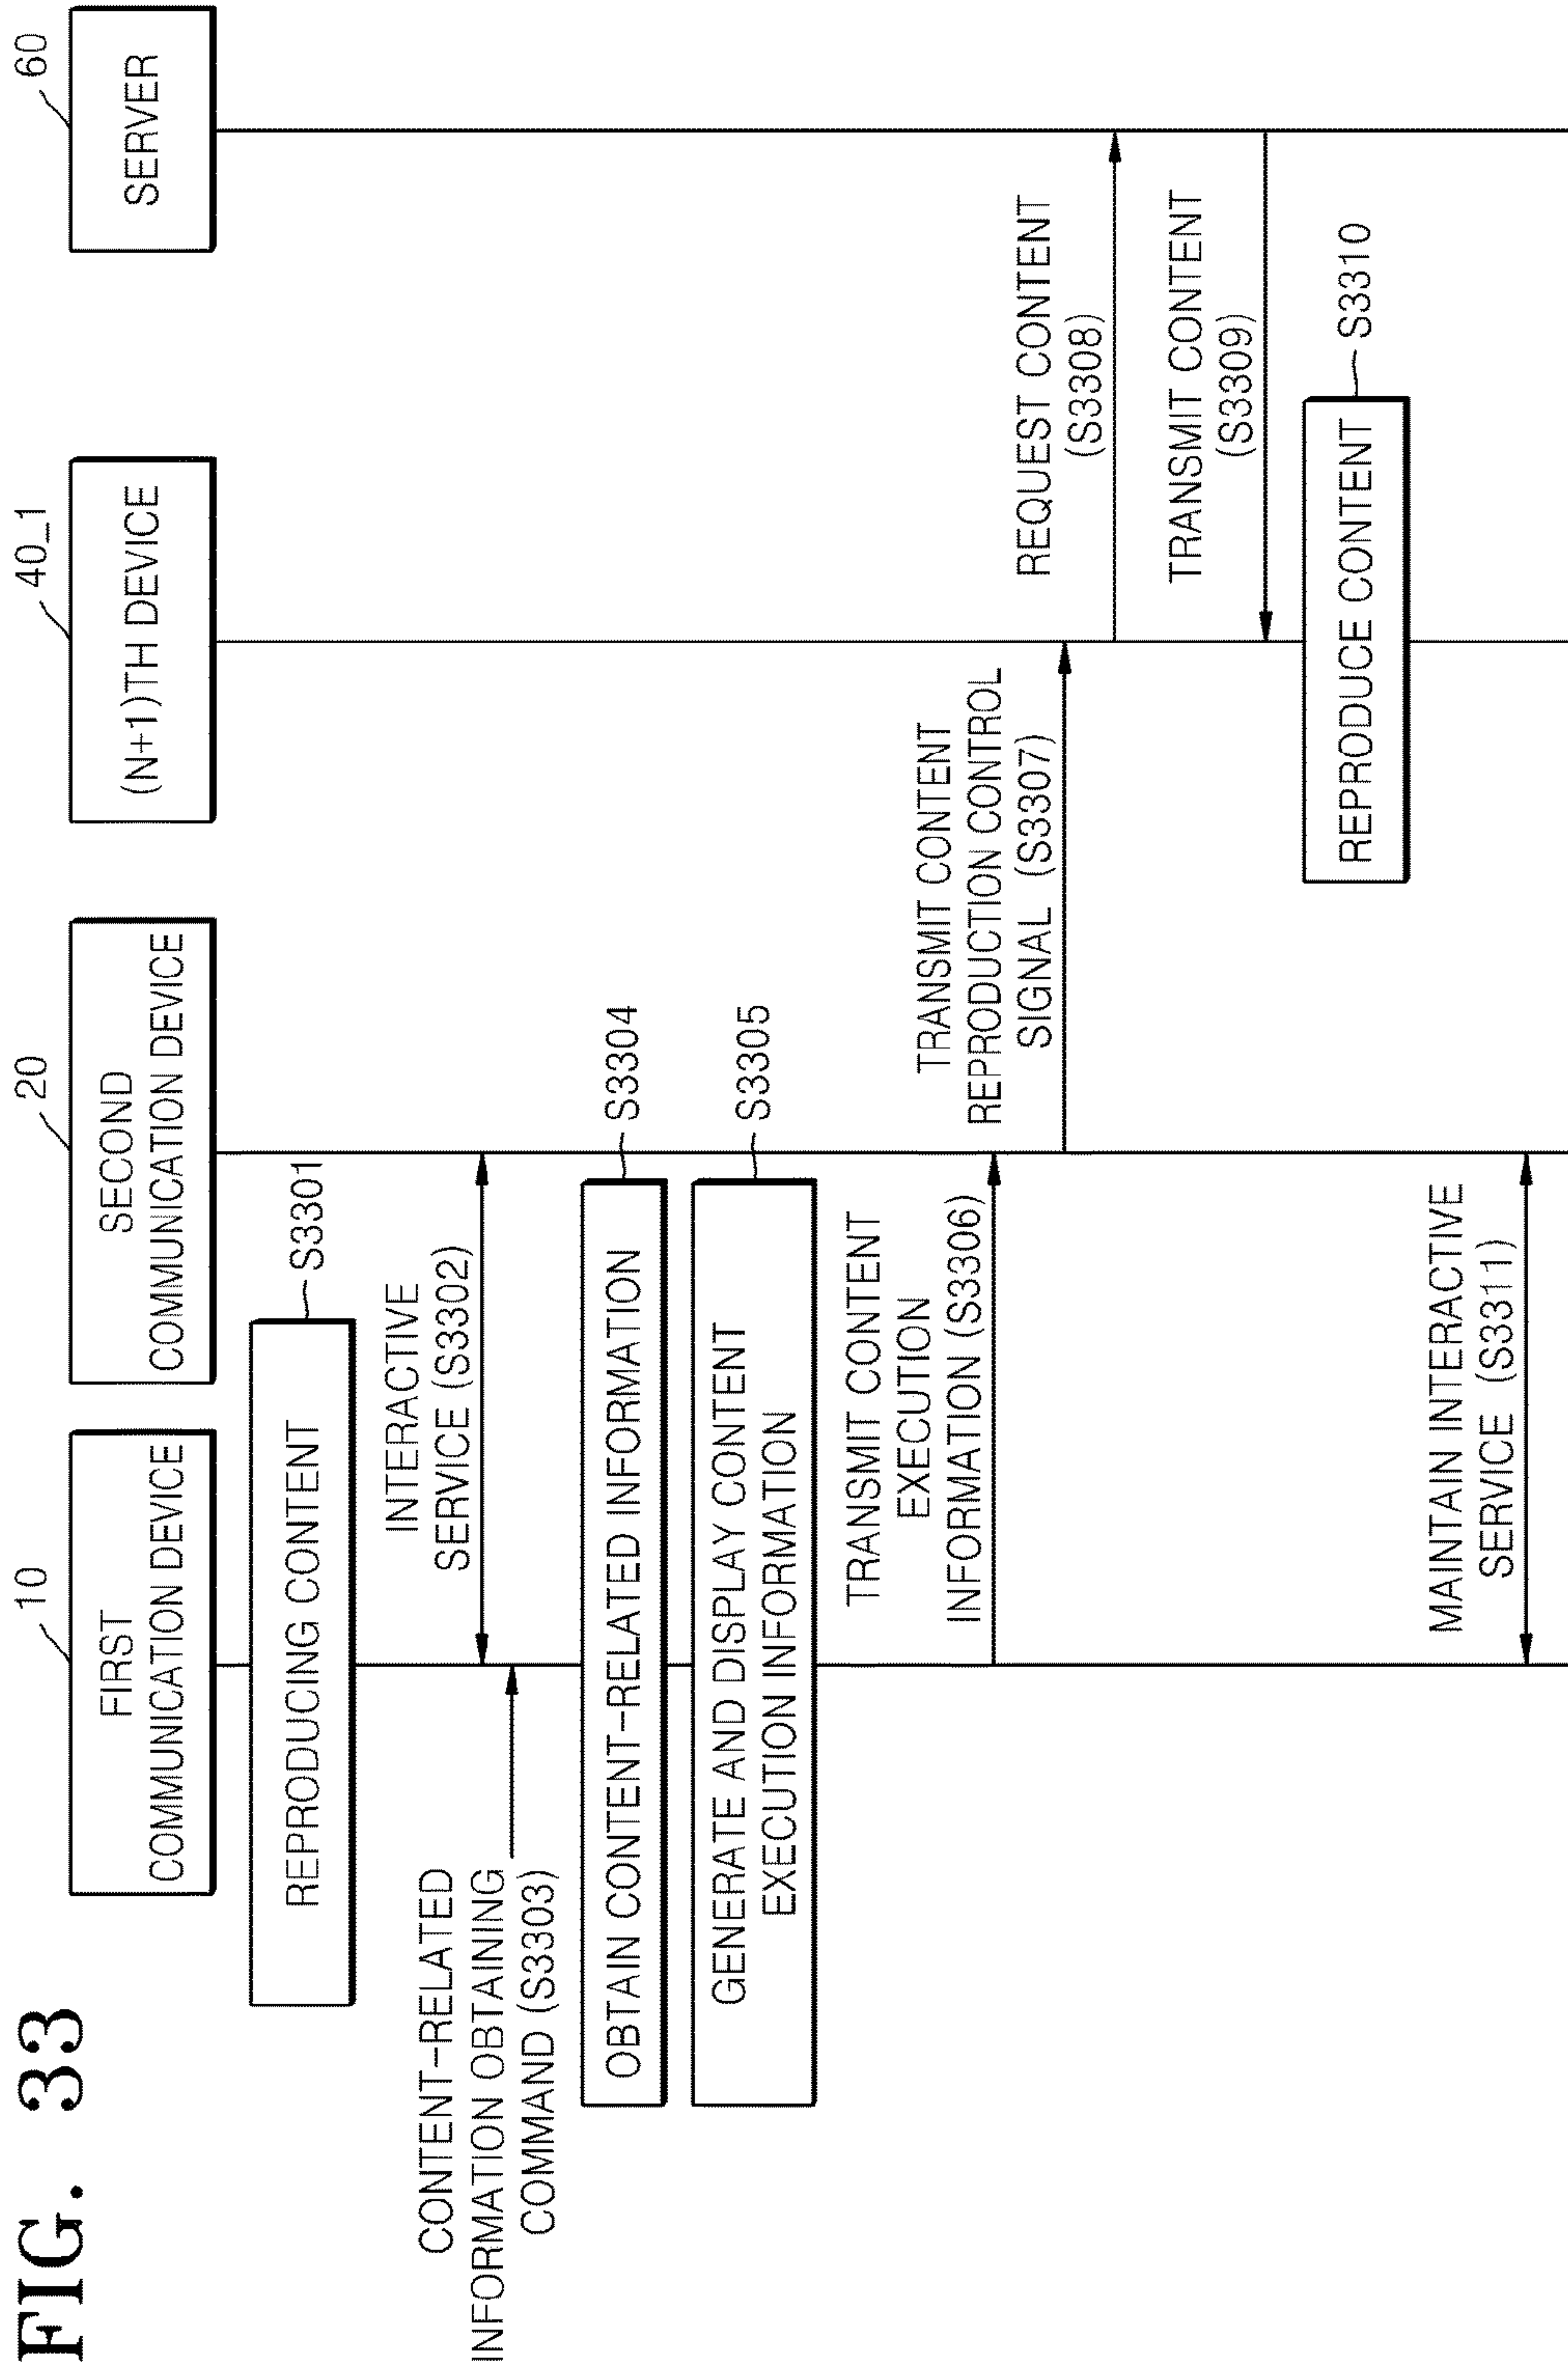 FIG. 33
10
20
40_1
60
FIRST
COMMUNICATION DEVICE
SECOND
COMMUNICATION DEVICE
(N+1)TH DEVICE
SERVER
REPRODUCING CONTENT
S3301
INTERACTIVE
SERVICE (S3302)
CONTENT-RELATED
INFORMATION OBTAINING
COMMAND (S3303)
OBTAIN CONTENT-RELATED INFORMATION
S3304
GENERATE AND DISPLAY CONTENT
EXECUTION INFORMATION
S3305
TRANSMIT CONTENT
EXECUTION
INFORMATION (S3306)
TRANSMIT CONTENT
REPRODUCTION CONTROL
SIGNAL (S3307)
REQUEST CONTENT
(S3308)
TRANSMIT CONTENT
(S3309)
REPRODUCE CONTENT
S3310
MAINTAIN INTERACTIVE
SERVICE (S3311)